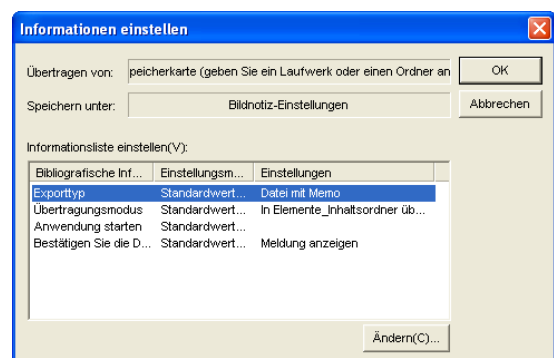 Informationen einstellen
Übertragen von: peicherkarte (geben Sie ein Laufwerk oder einen Ordner an OK
Speichern unter: Bildnotiz-Einstellungen Abbrechen
Informationsliste einstellen(V):
Bibliografische Inf... Einstellungsm... Einstellungen
Exporttyp Standardwert... Datei mit Memo
Übertragungsmodus Standardwert... In Elemente_Inhaltsordner üb...
Anwendung starten Standardwert...
Bestätigen Sie die D... Standardwert... Meldung anzeigen
Ändern(C)...